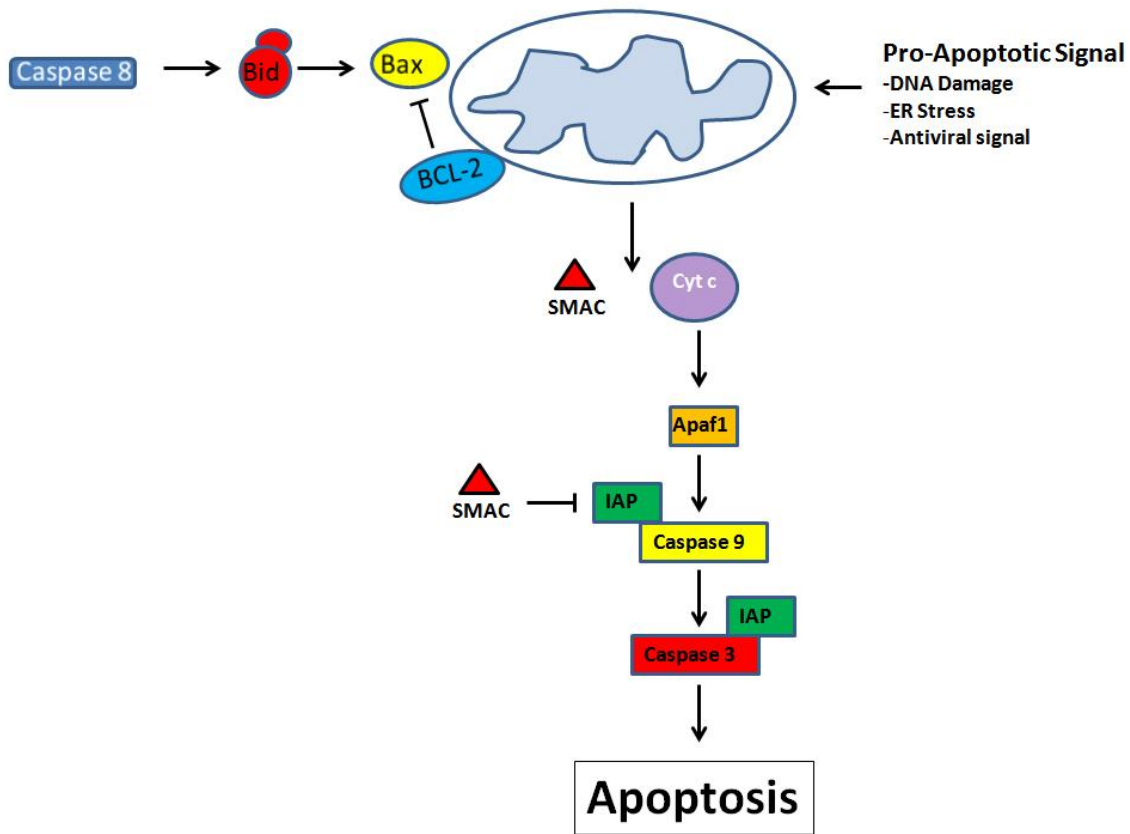 Caspase 8
Bid
Bax
BCL-2
Pro-Apoptotic Signal
-DNA Damage
-ER Stress
-Antiviral signal
SMAC
Cyt c
Apaf1
SMAC
IAP
Caspase 9
IAP
Caspase 3
Apoptosis